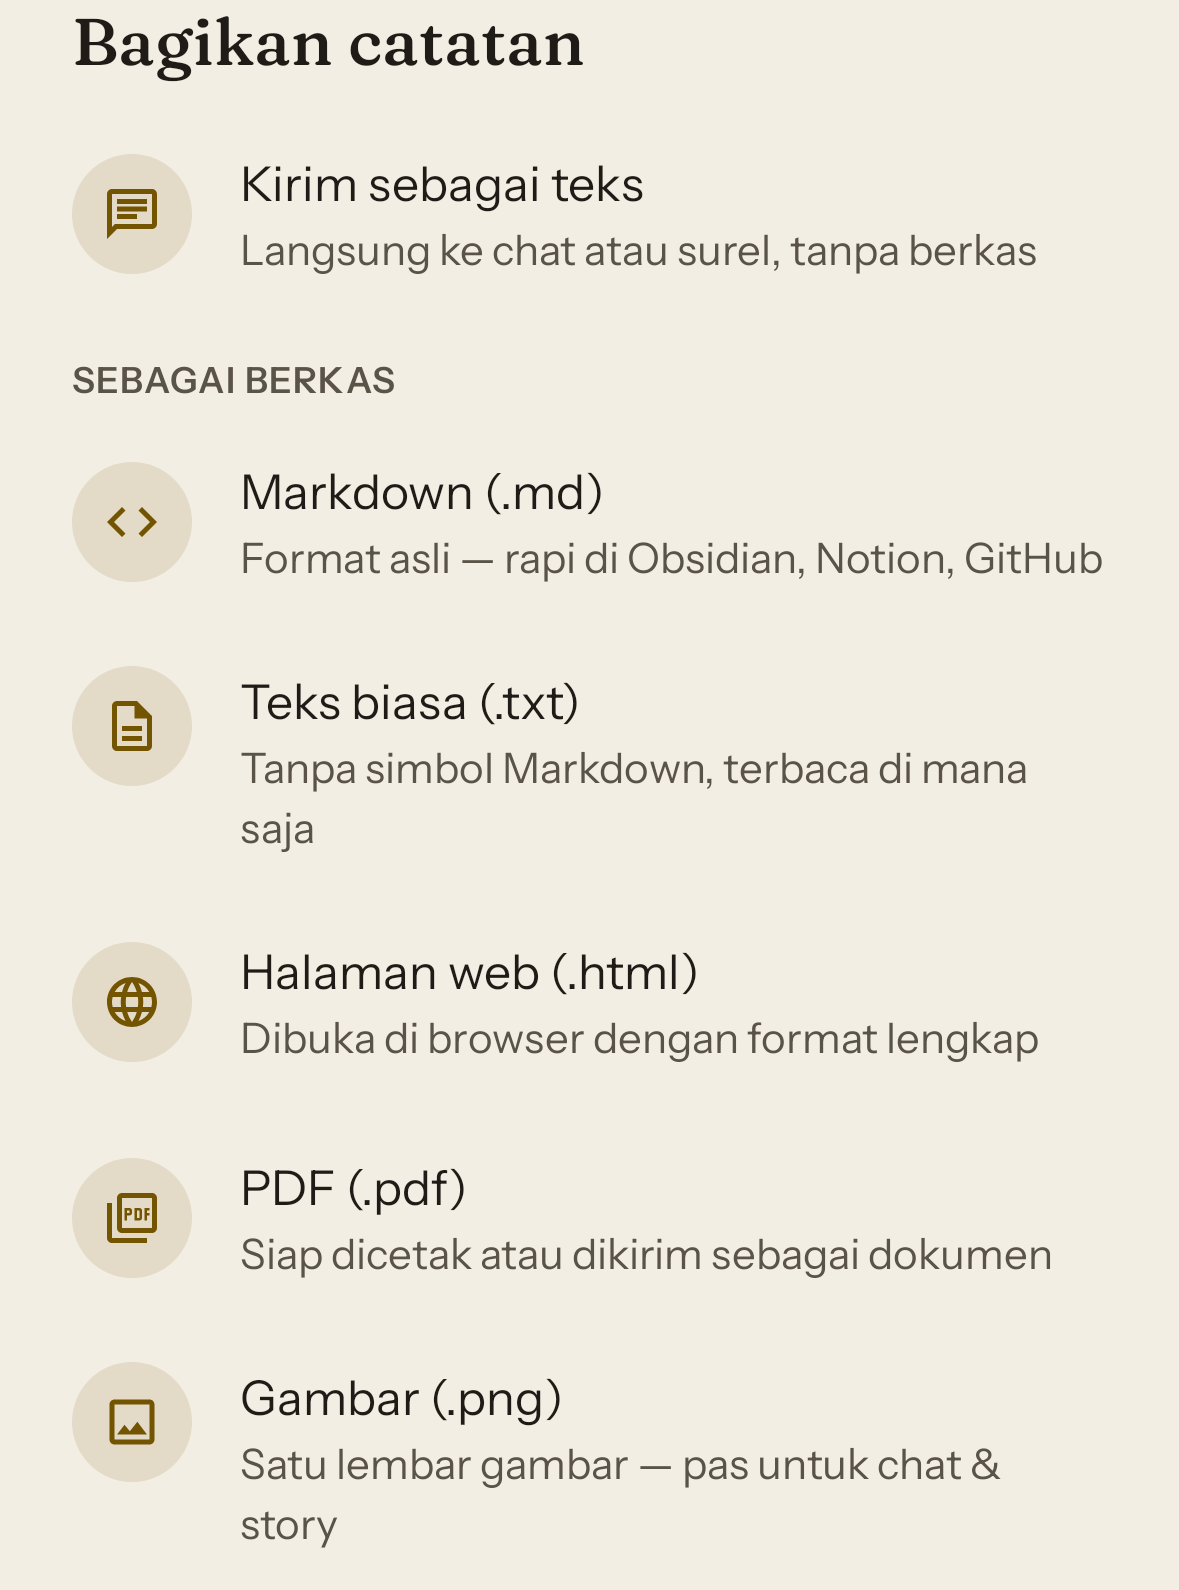 Bagikan catatan
Kirim sebagai teks
Langsung ke chat atau surel, tanpa berkas
SEBAGAI BERKAS
Markdown (.md)
Format asli — rapi di Obsidian, Notion, GitHub
Teks biasa (.txt)
Tanpa simbol Markdown, terbaca di mana
saja
Halaman web (.html)
Dibuka di browser dengan format lengkap
PDF
PDF (.pdf)
Siap dicetak atau dikirim sebagai dokumen
Gambar (.png)
Satu lembar gambar — pas untuk chat &
story